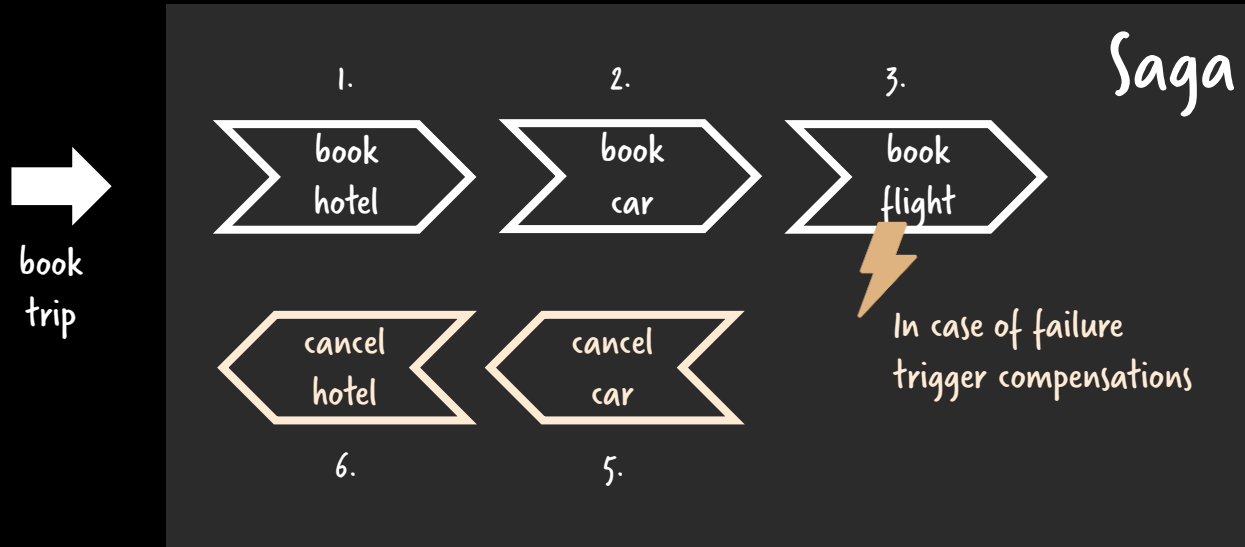 Saga
1.
2.
3.
book
hotel
book
car
book
flight
book
trip
In case of failure
trigger compensations
cancel
hotel
cancel
car
6.
5.